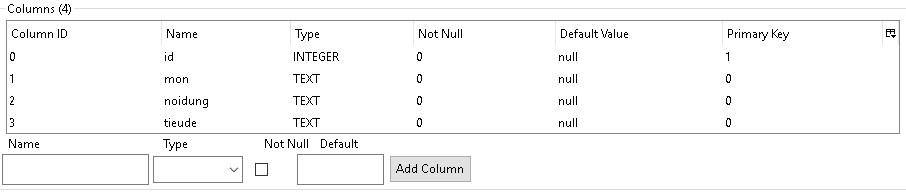 Columns (4)
Column ID Name Type Not Null Default Value Primary Key
0 id INTEGER 0 null 1
1 mon TEXT 0 null 0
2 noidung TEXT 0 null 0
3 tieude TEXT 0 null 0
Name Type Not Null Default
Add Column